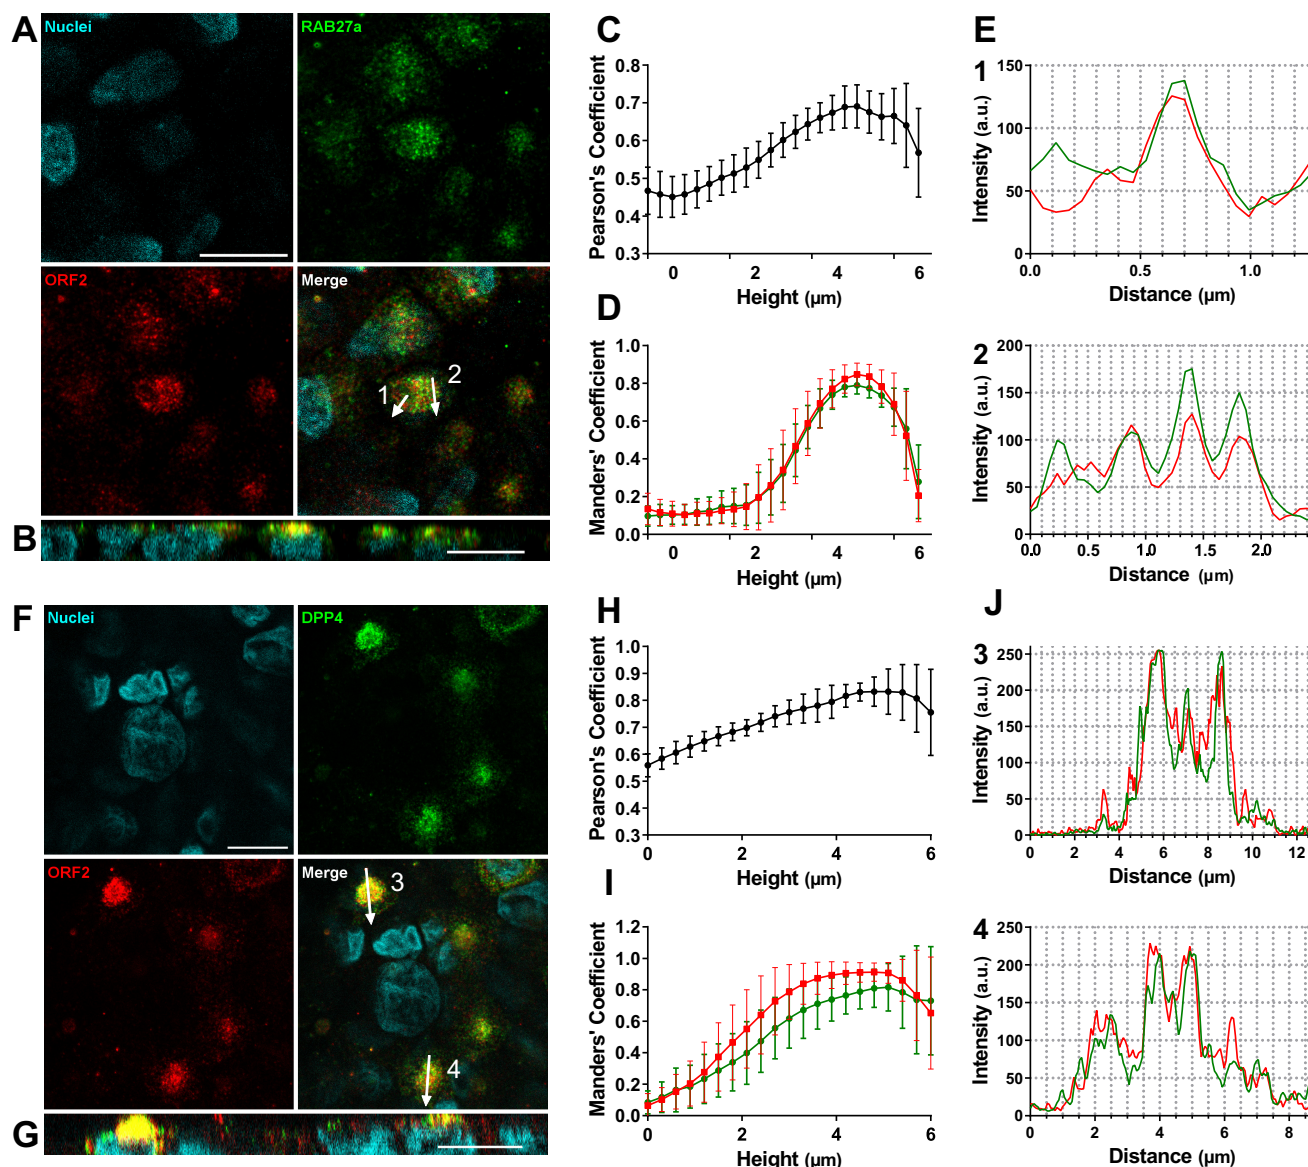 A
Nuclei
RAB27a
ORF2
Merge
1
2
B
C
Pearson's Coefficient
0.8
0.7
0.6
0.5
0.4
0.3
0
2
4
6
Height (µm)
D
Manders' Coefficient
1.0
0.8
0.6
0.4
0.2
0.0
0
2
4
6
Height (µm)
E
1
Intensity (a.u.)
150
100
50
0
0.0
0.5
1.0
Distance (µm)
2
Intensity (a.u.)
200
150
100
50
0
0.0
0.5
1.0
1.5
2.0
Distance (µm)
F
Nuclei
DPP4
ORF2
Merge
3
4
G
H
Pearson's Coefficient
1.0
0.9
0.8
0.7
0.6
0.5
0.4
0.3
0
2
4
6
Height (µm)
I
Manders' Coefficient
1.2
1.0
0.8
0.6
0.4
0.2
0.0
0
2
4
6
Height (µm)
J
3
Intensity (a.u.)
250
200
150
100
50
0
0
2
4
6
8
10
12
Distance (µm)
4
Intensity (a.u.)
250
200
150
100
50
0
0
2
4
6
8
Distance (µm)